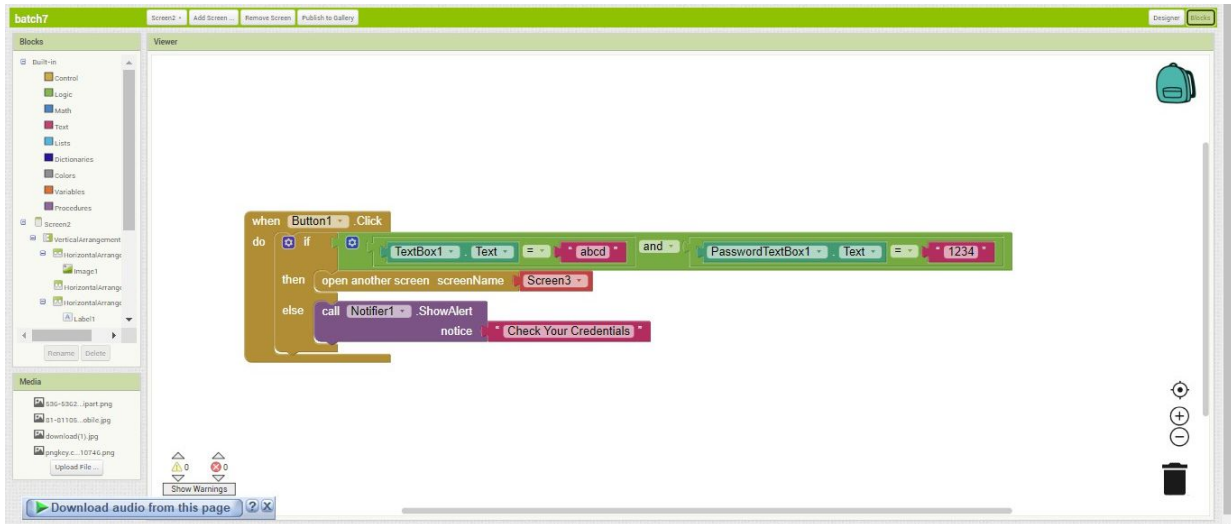 batch7
Screen2
Add Screen ...
Remove Screen
Publish to Gallery
Designer
Blocks
Blocks
Viewer
Built-in
Control
Logic
Math
Text
Lists
Dictionaries
Colors
Variables
Procedures
Screen2
VerticalArrangement
HorizontalArrange
Image1
HorizontalArrange
HorizontalArrange
Label1
Rename
Delete
Media
download(1).jpg
Upload File ...
when Button1 .Click
do if TextBox1 . Text = " abcd " and PasswordTextBox1 . Text = " 1234 "
then open another screen screenName Screen3
else call Notifier1 .ShowAlert
notice " Check Your Credentials "
0 0
Show Warnings
Download audio from this page ? X